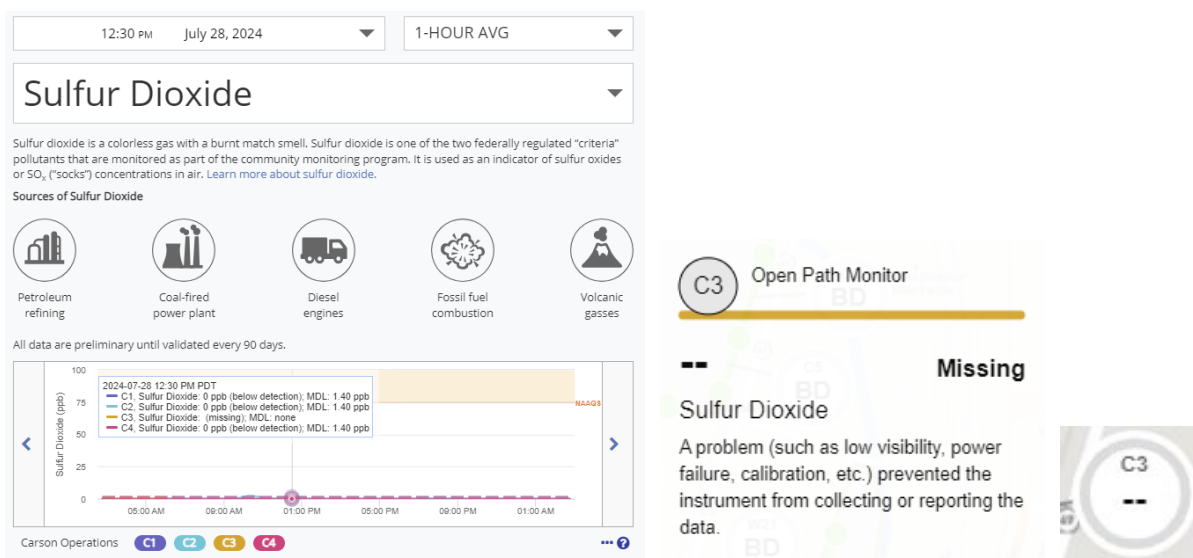 12:30 PM July 28, 2024
1-HOUR AVG
Sulfur Dioxide
Sulfur dioxide is a colorless gas with a burnt match smell. Sulfur dioxide is one of the two federally regulated “criteria”
pollutants that are monitored as part of the community monitoring program. It is used as an indicator of sulfur oxides
or SOx (“socks”) concentrations in air. Learn more about sulfur dioxide.
Sources of Sulfur Dioxide
Petroleum
refining
Coal-fired
power plant
Diesel
engines
Fossil fuel
combustion
Volcanic
gasses
All data are preliminary until validated every 90 days.
Sulfur Dioxide (ppb)
100
75
50
25
0
2024-07-28 12:30 PM PDT
C1, Sulfur Dioxide: 0 ppb (below detection); MDL: 1.40 ppb
C2, Sulfur Dioxide: 0 ppb (below detection); MDL: 1.40 ppb
C3, Sulfur Dioxide: (missing); MDL: none
C4, Sulfur Dioxide: 0 ppb (below detection); MDL: 1.40 ppb
NAAQS
05:00 AM 09:00 AM 01:00 PM 05:00 PM 09:00 PM 01:00 AM
Carson Operations C1 C2 C3 C4 ••• ?
C3 Open Path Monitor
BD
-- Missing
C5
BD
Sulfur Dioxide
A problem (such as low visibility, power
failure, calibration, etc.) prevented the
instrument from collecting or reporting the
data.
W21
BD
C3
--